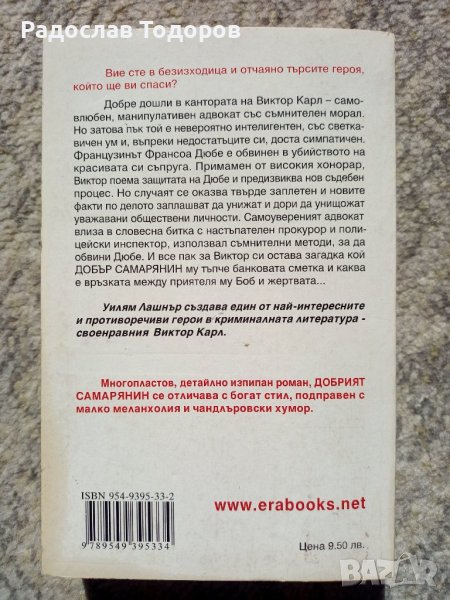 Радослав Тодоров
Вие сте в безизходица и отчаяно търсите героя,
който ще ви спаси?
Добре дошли в кантората на Виктор Карл – само-
влюбен, манипулативен адвокат със съмнителен морал.
Но затова пък той е невероятно интелигентен, със светка-
вичен ум и, въпреки недостатъците си, доста симпатичен.
Французинът Франсоа Дюбе е обвинен в убийството на
красивата си съпруга. Примамен от високия хонорар,
Виктор поема защитата на Дюбе и предизвиква нов съдебен
процес. Но случаят се оказва твърде заплетен и новите
факти по делото заплашват да унижат и дори да унищожат
уважавани обществени личности. Самоувереният адвокат
влиза в словесна битка с настъпателен прокурор и поли-
цейски инспектор, използвал съмнителни методи, за да
обвини Дюбе. И все пак за Виктор си остава загадка кой
ДОБЪР САМАРЯНИН му тъпче банковата сметка и каква
е връзката между приятеля му Боб и жертвата...
Уилям Лашнър създава един от най-интересните
и противоречиви герои в криминалната литература -
своенравния Виктор Карл.
Многопластов, детайлно изпипан роман, ДОБРИЯТ
САМАРЯНИН се отличава с богат стил, подправен с
малко меланхолия и чандлъровски хумор.
ISBN 954-9395-33-2
9 789549 395334
www.erabooks.net
Цена 9.50 лв.
BAZAR